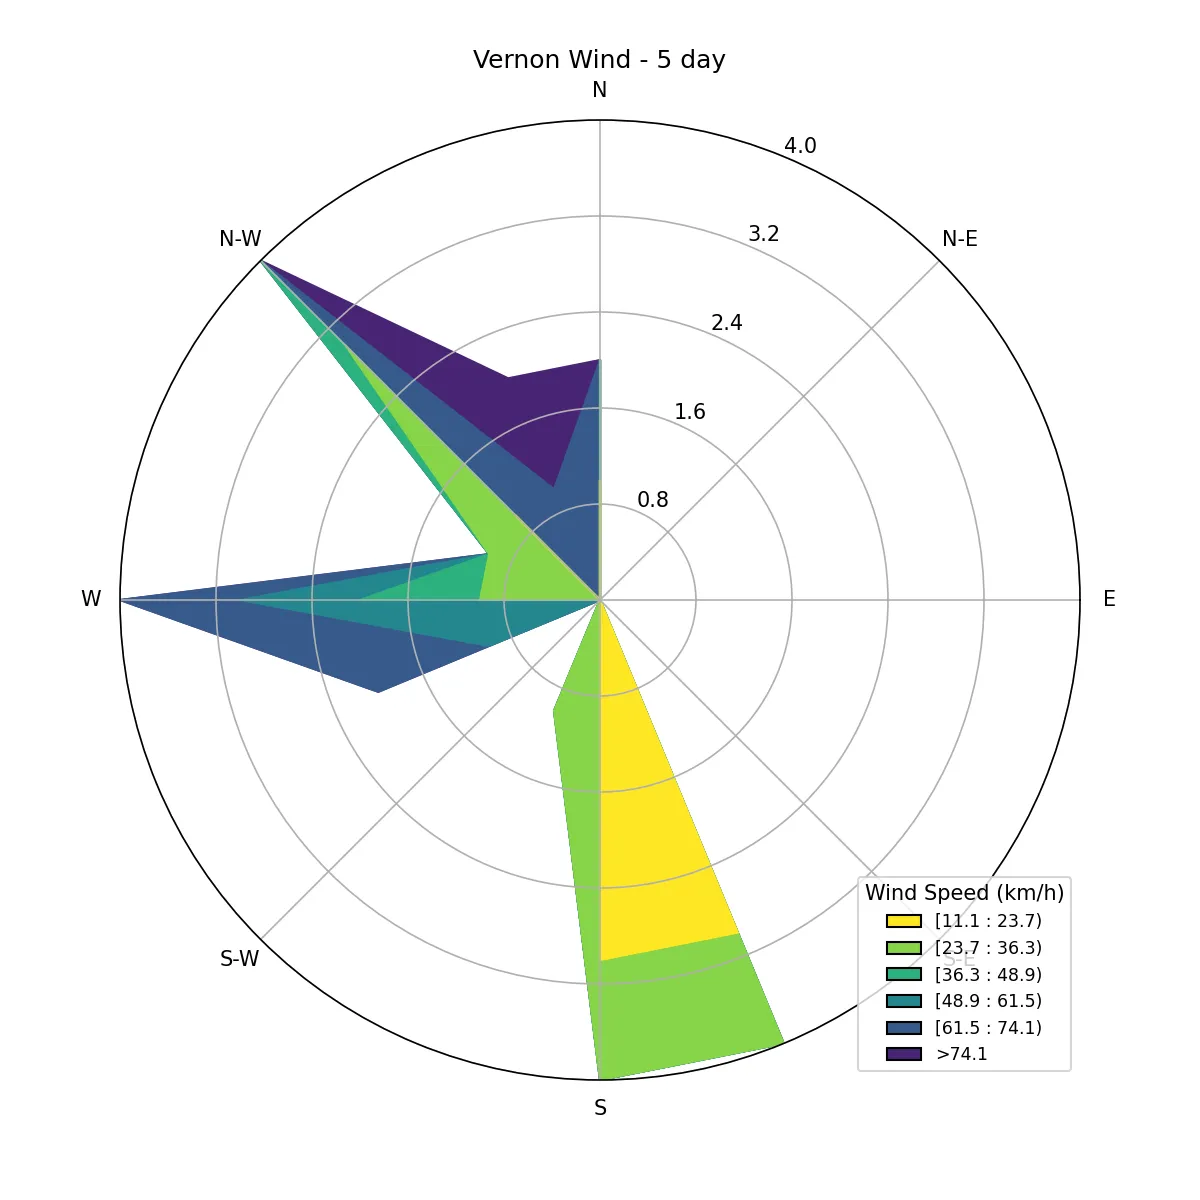 Vernon Wind - 5 day
N
4.0
N-W
3.2
N-E
2.4
1.6
0.8
W
E
Wind Speed (km/h)
[11.1 : 23.7)
[23.7 : 36.3)
S-W
S-E
[36.3 : 48.9)
[48.9 : 61.5)
[61.5 : 74.1)
>74.1
S